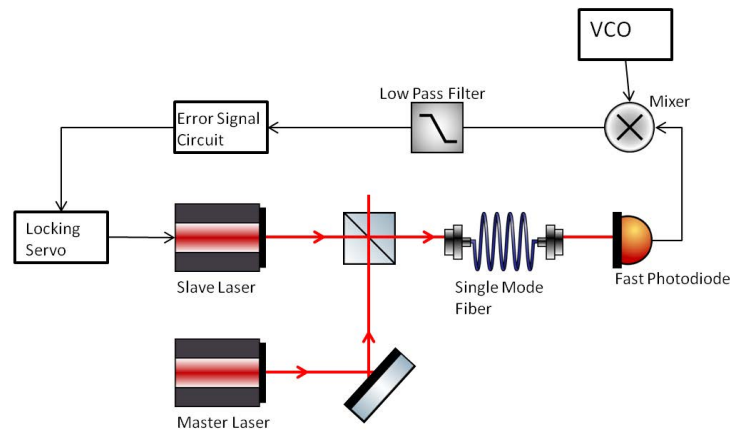 VCO
Low Pass Filter
Mixer
Error Signal
Circuit
Locking
Servo
Slave Laser
Single Mode
Fiber
Fast Photodiode
Master Laser